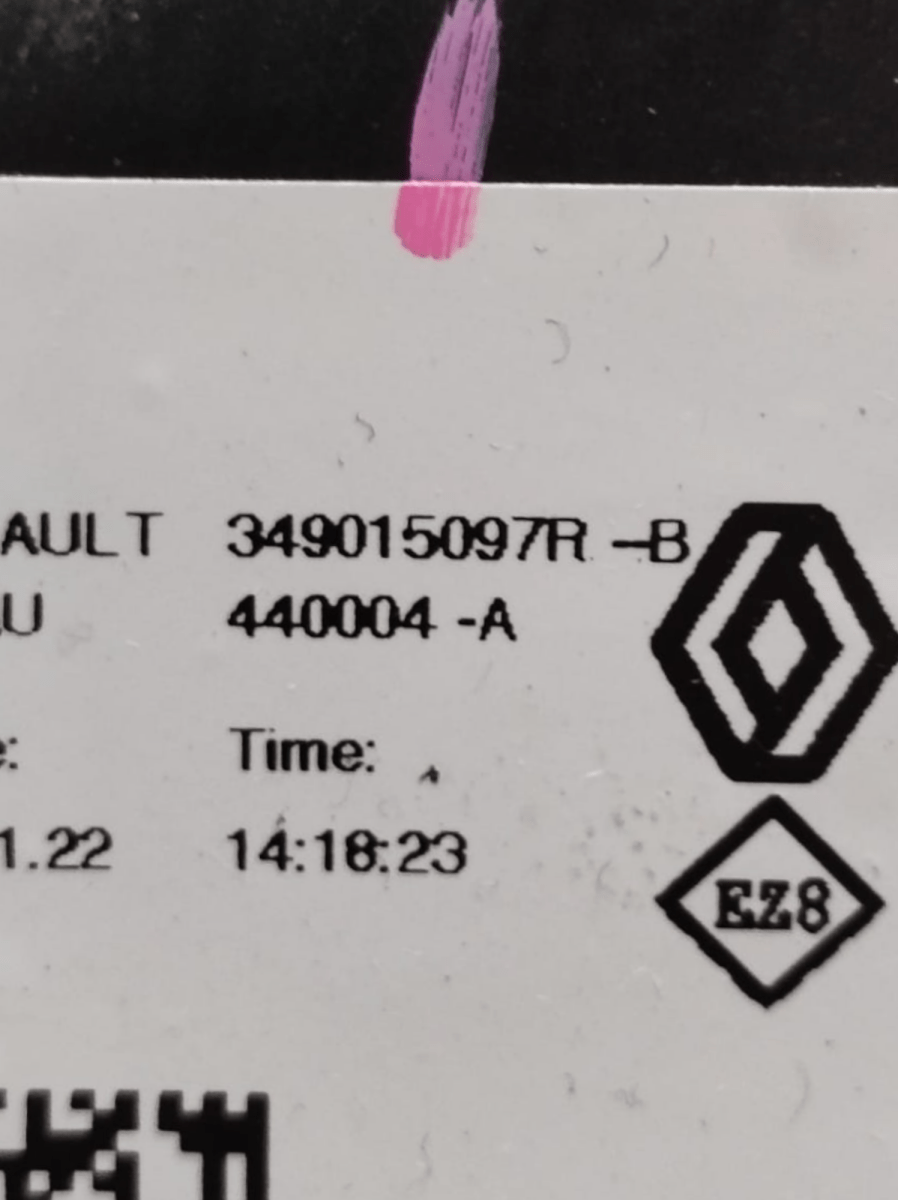 AULT 349015097R -B
U 440004 -A
e: Time:
1.22 14:18:23
EZ8